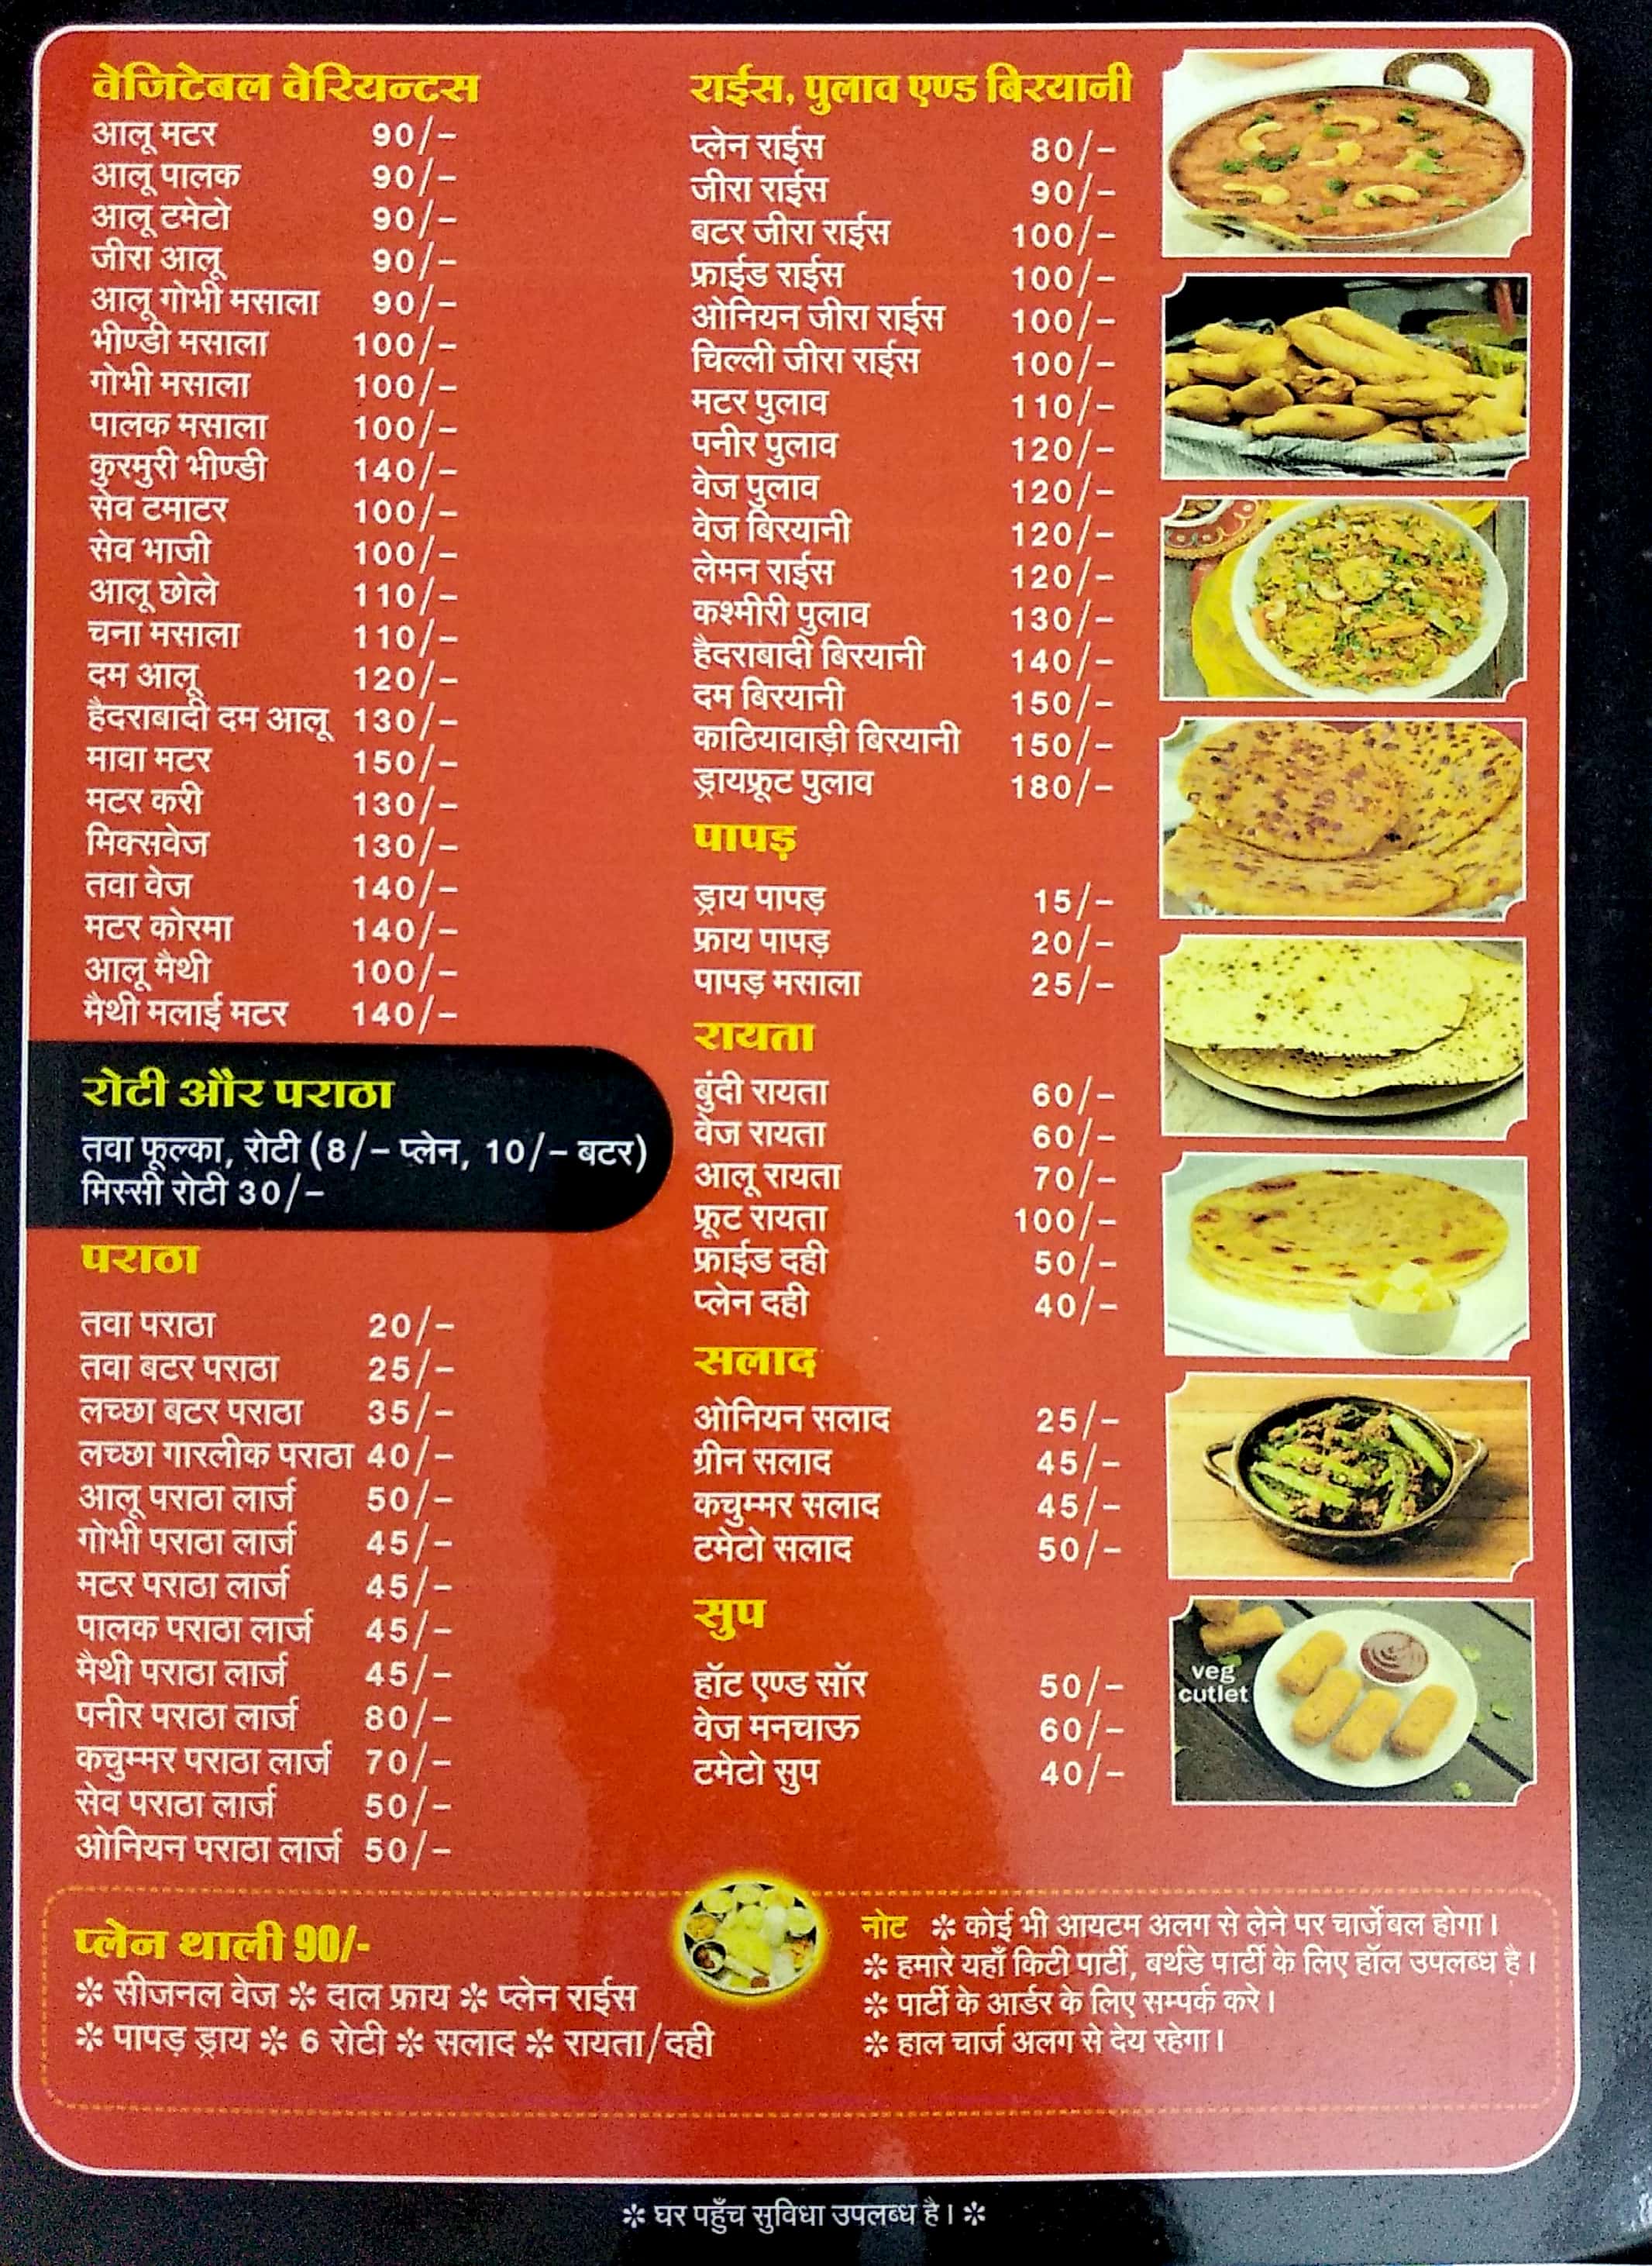 वेजिटेबल वेरियन्टस
आलू मटर 90/-
आलू पालक 90/-
आलू टमेटो 90/-
जीरा आलू 90/-
आलू गोभी मसाला 90/-
भीण्डी मसाला 100/-
गोभी मसाला 100/-
पालक मसाला 100/-
कुरमुरी भीण्डी 140/-
सेव टमाटर 100/-
सेव भाजी 100/-
आलू छोले 110/-
चना मसाला 110/-
दम आलू 120/-
हैदराबादी दम आलू 130/-
मावा मटर 150/-
मटर करी 130/-
मिक्सवेज 130/-
तवा वेज 140/-
मटर कोरमा 140/-
आलू मैथी 100/-
मैथी मलाई मटर 140/-
रोटी और पराठा
तवा फूल्का, रोटी (8/- प्लेन, 10/- बटर)
मिस्सी रोटी 30/-
पराठा
तवा पराठा 20/-
तवा बटर पराठा 25/-
लच्छा बटर पराठा 35/-
लच्छा गारलीक पराठा 40/-
आलू पराठा लार्ज 50/-
गोभी पराठा लार्ज 45/-
मटर पराठा लार्ज 45/-
पालक पराठा लार्ज 45/-
मैथी पराठा लार्ज 45/-
पनीर पराठा लार्ज 80/-
कचुम्मर पराठा लार्ज 70/-
सेव पराठा लार्ज 50/-
ओनियन पराठा लार्ज 50/-
राईस, पुलाव एण्ड बिरयानी
प्लेन राईस 80/-
जीरा राईस 90/-
बटर जीरा राईस 100/-
फ्राईड राईस 100/-
ओनियन जीरा राईस 100/-
चिल्ली जीरा राईस 100/-
मटर पुलाव 110/-
पनीर पुलाव 120/-
वेज पुलाव 120/-
वेज बिरयानी 120/-
लेमन राईस 120/-
कश्मीरी पुलाव 130/-
हैदराबादी बिरयानी 140/-
दम बिरयानी 150/-
काठियावाड़ी बिरयानी 150/-
ड्रायफ्रूट पुलाव 180/-
पापड़
ड्राय पापड़ 15/-
फ्राय पापड़ 20/-
पापड़ मसाला 25/-
रायता
बुंदी रायता 60/-
वेज रायता 60/-
आलू रायता 70/-
फ्रूट रायता 100/-
फ्राईड दही 50/-
प्लेन दही 40/-
सलाद
ओनियन सलाद 25/-
ग्रीन सलाद 45/-
कचुम्मर सलाद 45/-
टमेटो सलाद 50/-
सुप
हॉट एण्ड सॉर 50/-
वेज मनचाऊ 60/-
टमेटो सुप 40/-
veg
cutlet
प्लेन थाली 90/-
✽ सीजनल वेज ✽ दाल फ्राय ✽ प्लेन राईस
✽ पापड़ ड्राय ✽ 6 रोटी ✽ सलाद ✽ रायता/दही
नोट ✽ कोई भी आयटम अलग से लेने पर चार्जेबल होगा।
✽ हमारे यहाँ किटी पार्टी, बर्थडे पार्टी के लिए हॉल उपलब्ध है।
✽ पार्टी के आर्डर के लिए सम्पर्क करे।
✽ हाल चार्ज अलग से देय रहेगा।
✽ घर पहुँच सुविधा उपलब्ध है। ✽